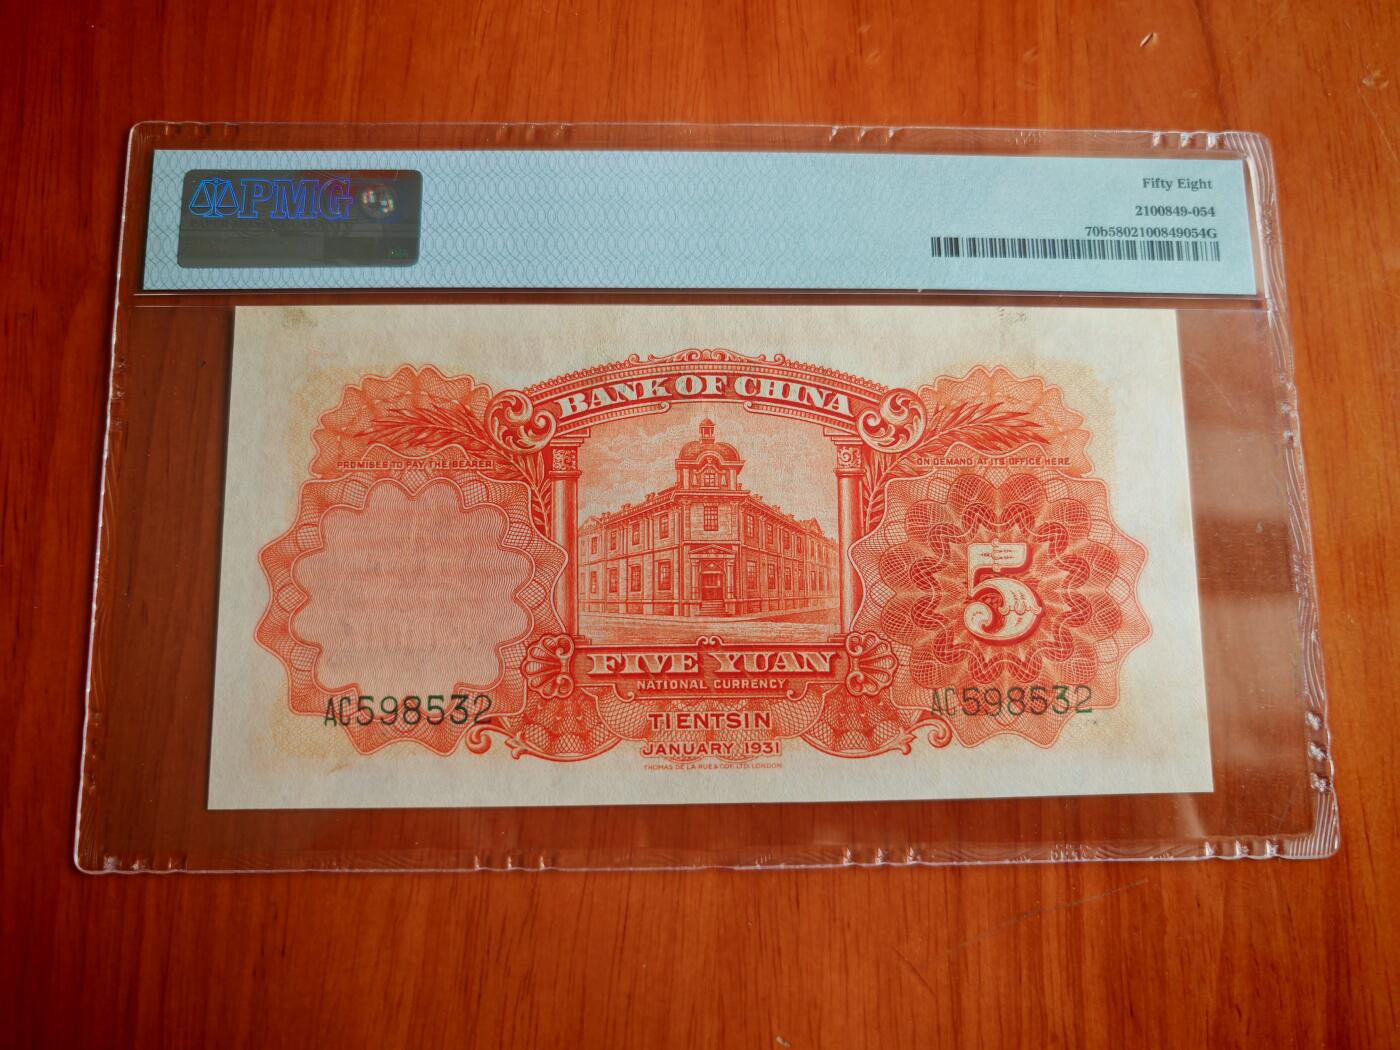 PMG
Fifty Eight
2100849-054
70b5802100849054G
BANK OF CHINA
PROMISES TO PAY THE BEARER
ON DEMAND AT ITS OFFICE HERE
5
FIVE YUAN
NATIONAL CURRENCY
AC598532
AC598532
TIENTSIN
JANUARY 1931
THOMAS DE LA RUE & COY. LTD. LONDON